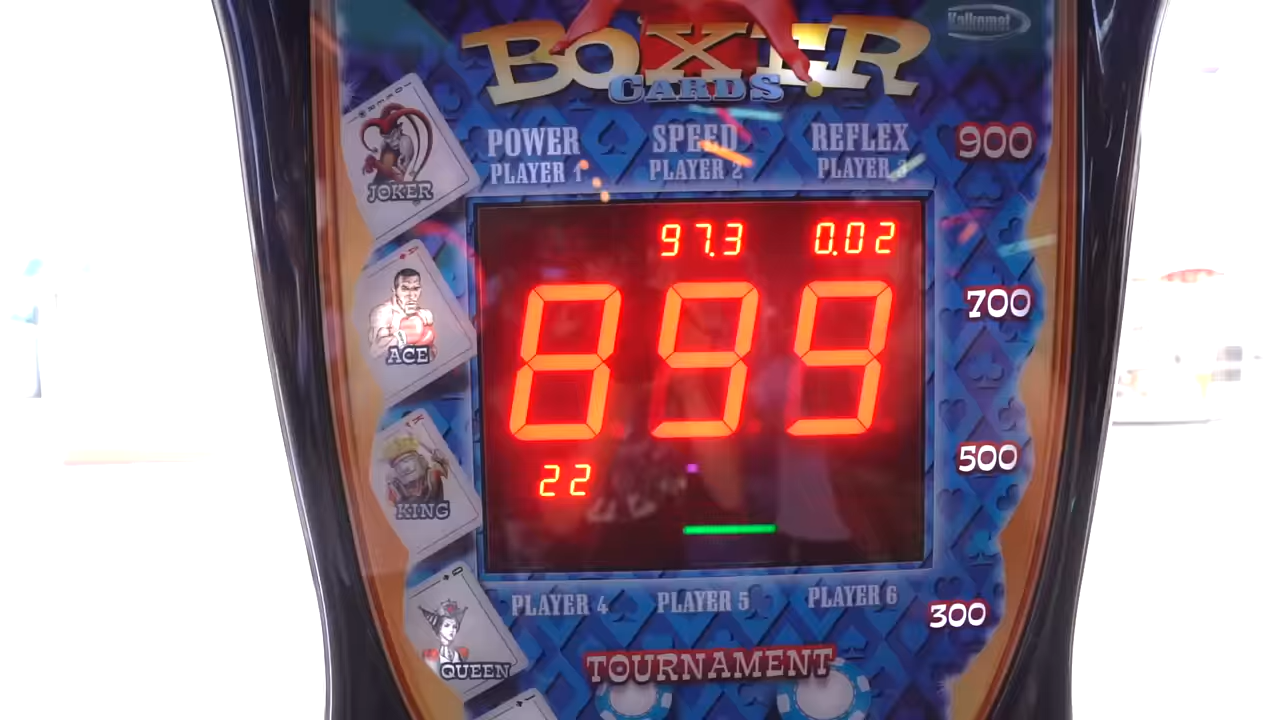 BOXER
CARDS
Kalkomat
JOKER
JOKER
POWER SPEED REFLEX
PLAYER 1 PLAYER 2 PLAYER 3
900
97.3 0.02
A
ACE
899
700
K
KING
22
500
Q
QUEEN
PLAYER 4 PLAYER 5 PLAYER 6
300
TOURNAMENT
J